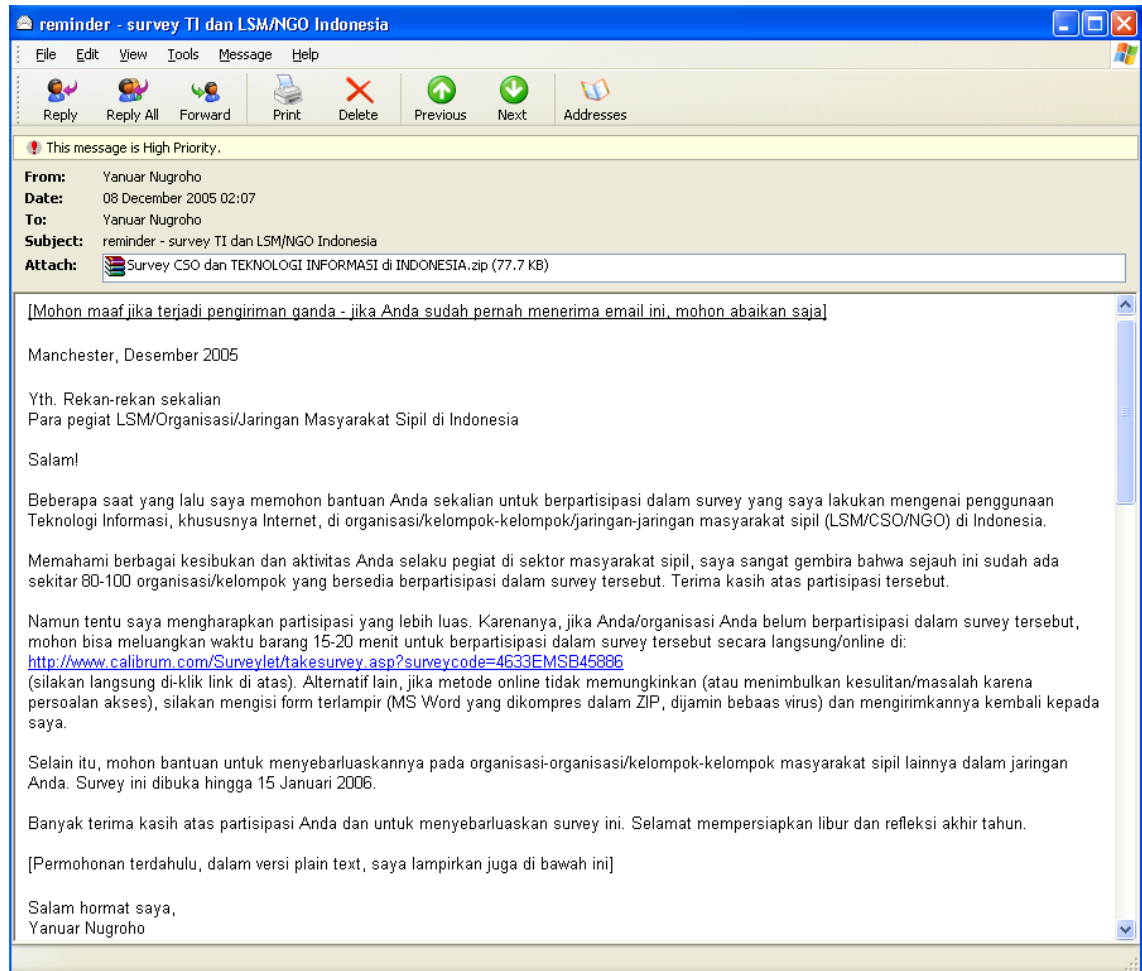 reminder - survey TI dan LSM/NGO Indonesia
File Edit View Tools Message Help
Reply Reply All Forward Print Delete Previous Next Addresses
This message is High Priority.
From: Yanuar Nugroho
Date: 08 December 2005 02:07
To: Yanuar Nugroho
Subject: reminder - survey TI dan LSM/NGO Indonesia
Attach: Survey CSO dan TEKNOLOGI INFORMASI di INDONESIA.zip (77.7 KB)
[Mohon maaf jika terjadi pengiriman ganda - jika Anda sudah pernah menerima email ini, mohon abaikan saja]
Manchester, Desember 2005
Yth. Rekan-rekan sekalian
Para pegiat LSM/Organisasi/Jaringan Masyarakat Sipil di Indonesia
Salam!
Beberapa saat yang lalu saya memohon bantuan Anda sekalian untuk berpartisipasi dalam survey yang saya lakukan mengenai penggunaan
Teknologi Informasi, khususnya Internet, di organisasi/kelompok-kelompok/jaringan-jaringan masyarakat sipil (LSM/CSO/NGO) di Indonesia.
Memahami berbagai kesibukan dan aktivitas Anda selaku pegiat di sektor masyarakat sipil, saya sangat gembira bahwa sejauh ini sudah ada
sekitar 80-100 organisasi/kelompok yang bersedia berpartisipasi dalam survey tersebut. Terima kasih atas partisipasi tersebut.
Namun tentu saya mengharapkan partisipasi yang lebih luas. Karenanya, jika Anda/organisasi Anda belum berpartisipasi dalam survey tersebut,
mohon bisa meluangkan waktu barang 15-20 menit untuk berpartisipasi dalam survey tersebut secara langsung/online di:
http://www.calibrum.com/Surveylet/takesurvey.asp?surveycode=4633EMSB45886
(silakan langsung di-klik link di atas). Alternatif lain, jika metode online tidak memungkinkan (atau menimbulkan kesulitan/masalah karena
persoalan akses), silakan mengisi form terlampir (MS Word yang dikompres dalam ZIP, dijamin bebaas virus) dan mengirimkannya kembali kepada
saya.
Selain itu, mohon bantuan untuk menyebarluaskannya pada organisasi-organisasi/kelompok-kelompok masyarakat sipil lainnya dalam jaringan
Anda. Survey ini dibuka hingga 15 Januari 2006.
Banyak terima kasih atas partisipasi Anda dan untuk menyebarluaskan survey ini. Selamat mempersiapkan libur dan refleksi akhir tahun.
[Permohonan terdahulu, dalam versi plain text, saya lampirkan juga di bawah ini]
Salam hormat saya,
Yanuar Nugroho